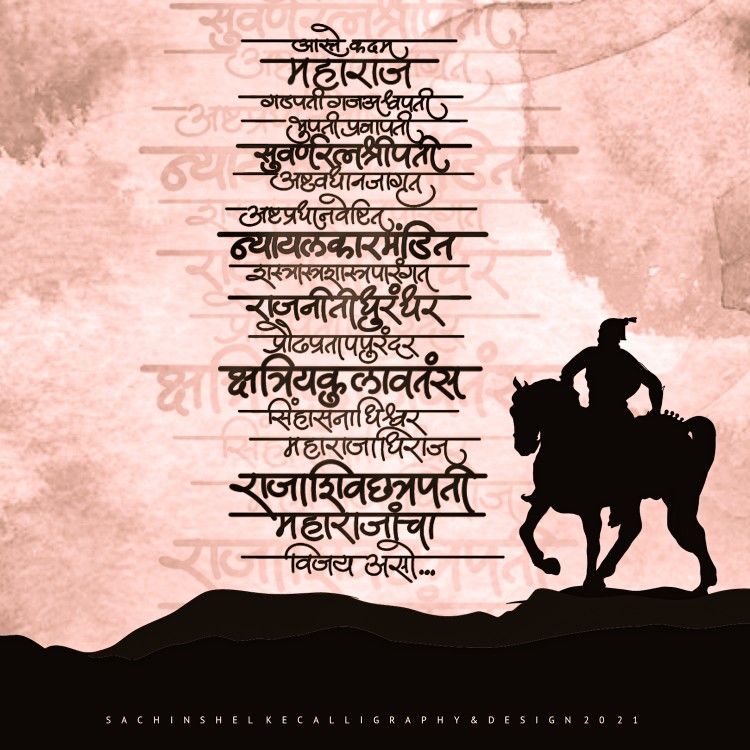 आस्ते कदम
महाराज
गडपती गजअश्वपती
भुपती प्रजापती
सुवर्णरत्नश्रीपती
अष्टवधानजागृत
अष्टप्रधानवेष्टित
न्यायलंकारमंडित
शस्त्रास्त्रशास्त्रपारंगत
राजनीतीधुरंधर
प्रौढप्रतापपुरंदर
क्षत्रियकुलावतंस
सिंहासनाधिश्वर
महाराजाधिराज
राजाशिवछत्रपती
महाराजांचा
विजय असो...
SACHINSHELKECALLIGRAPHY&DESIGN2021